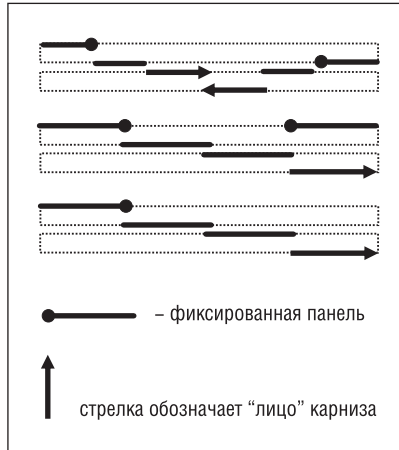 – фиксированная панель
стрелка обозначает “лицо” карниза